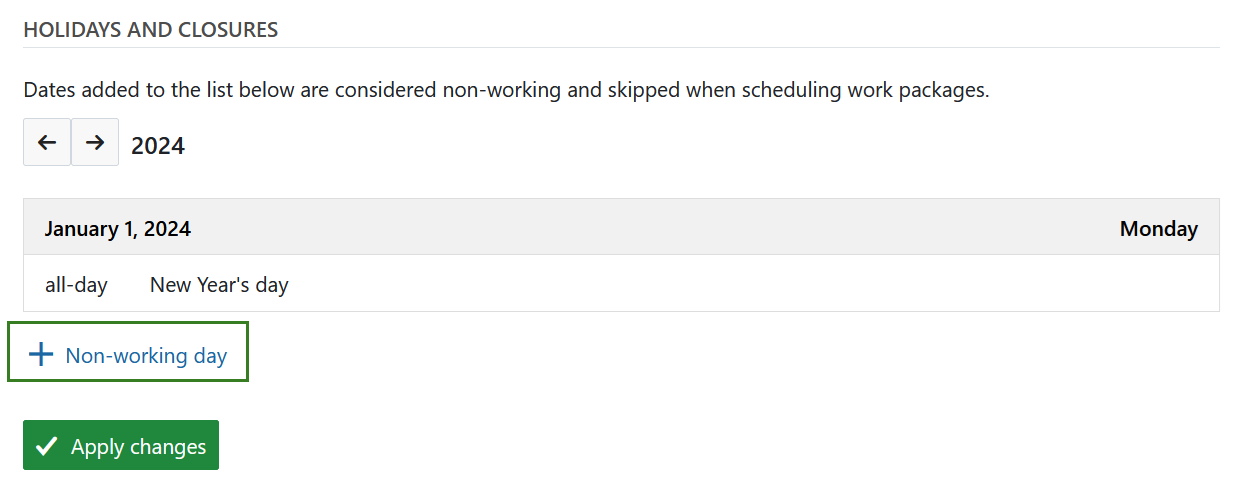 HOLIDAYS AND CLOSURES
Dates added to the list below are considered non-working and skipped when scheduling work packages.
2024
January 1, 2024 Monday
all-day New Year's day
Non-working day
Apply changes